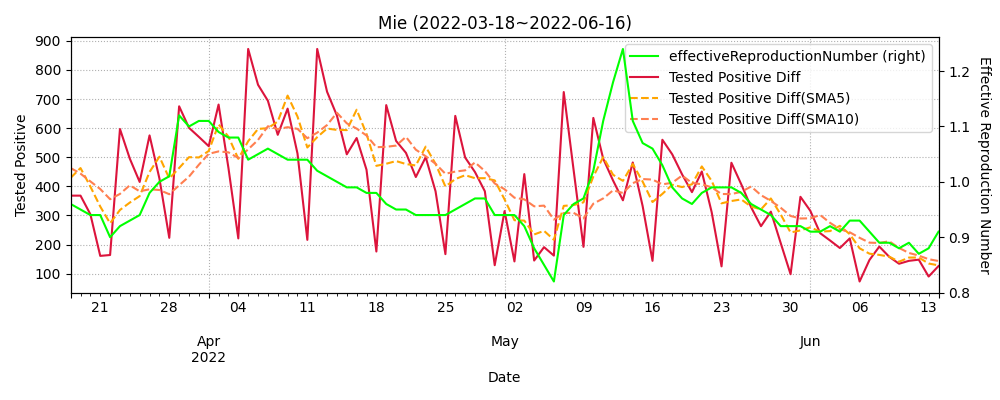 Mie (2022-03-18~2022-06-16)
900
800
700
600
500
400
300
200
100
Tested Positive
effectiveReproductionNumber (right)
Tested Positive Diff
Tested Positive Diff(SMA5)
Tested Positive Diff(SMA10)
1.2
1.1
1.0
0.9
0.8
Effective Reproduction Number
21 28 04 11 18 25 02 09 16 23 30 06 13
Apr May Jun
2022
Date